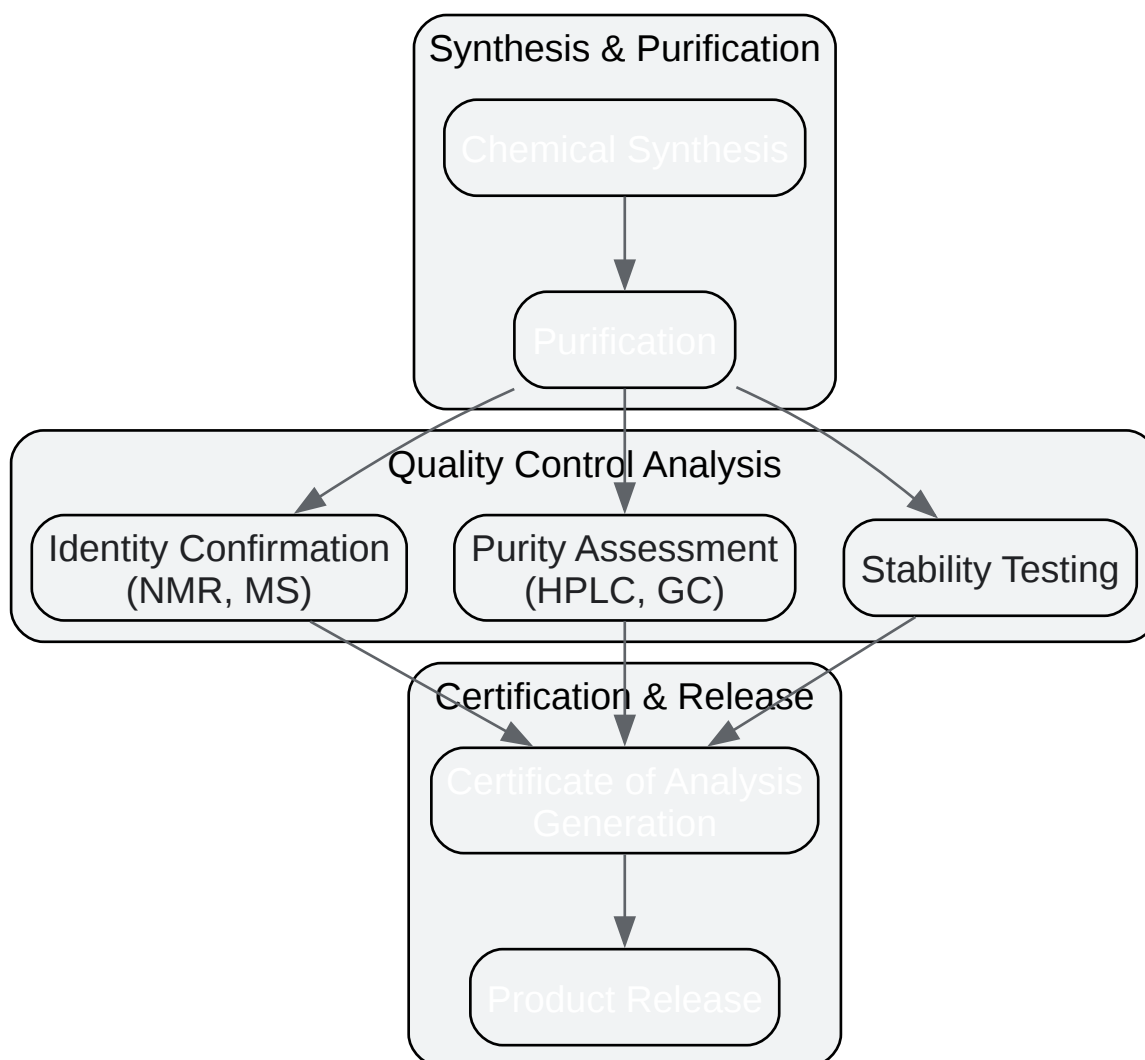 Synthesis & Purification
Chemical Synthesis
Purification
Quality Control Analysis
Identity Confirmation
(NMR, MS)
Purity Assessment
(HPLC, GC)
Stability Testing
Certification & Release
Certificate of Analysis
Generation
Product Release